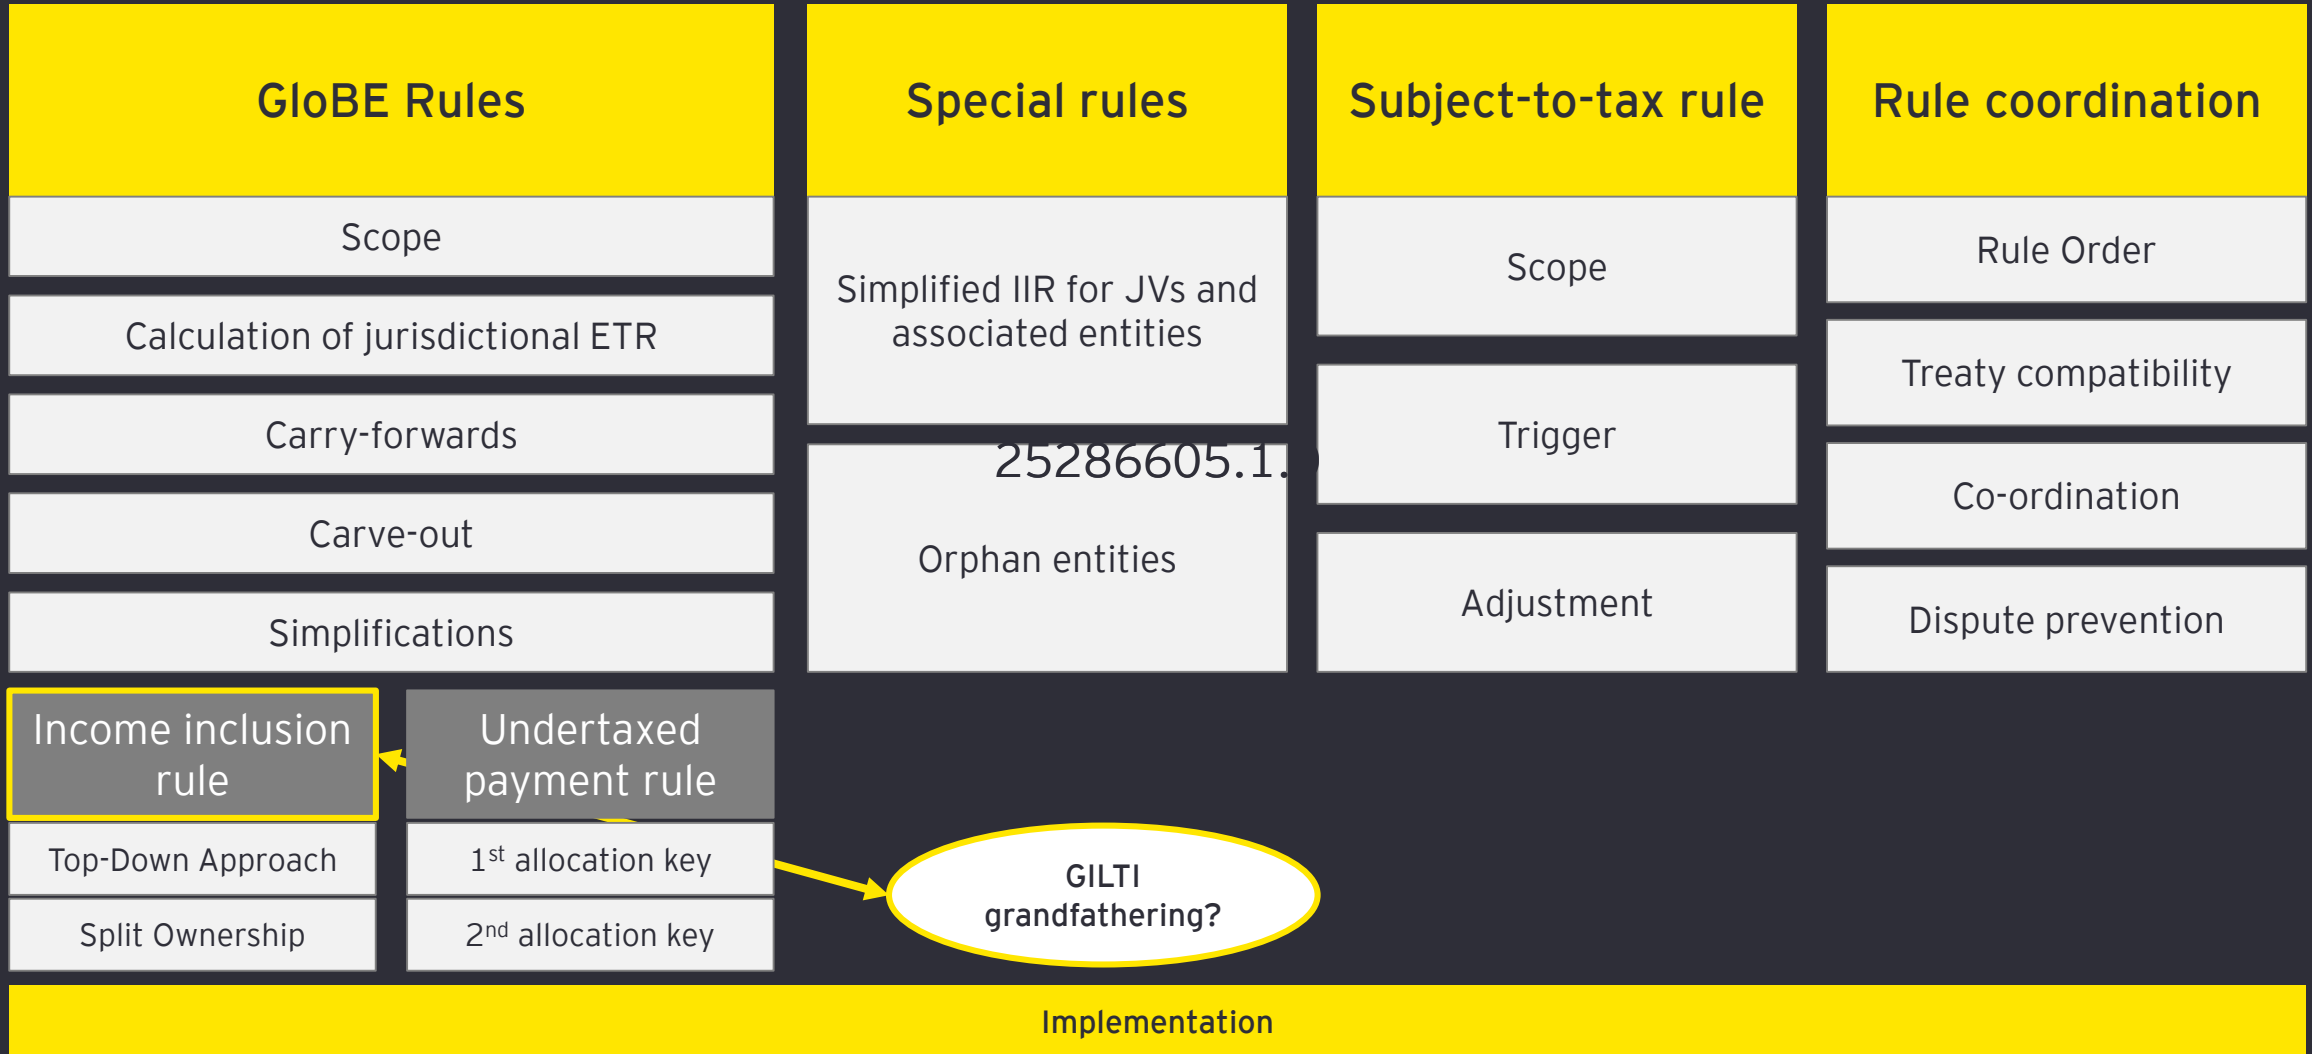 GloBE Rules
Scope
Calculation of jurisdictional ETR
Carry-forwards
Carve-out
Simplifications
Income inclusion
rule
Top-Down Approach
Split Ownership
Undertaxed
payment rule
1st allocation key
2nd allocation key
Special rules
Simplified IIR for JVs and
associated entities
25286605.1.
Orphan entities
GILTI
grandfathering?
Subject-to-tax rule
Scope
Trigger
Adjustment
Rule coordination
Rule Order
Treaty compatibility
Co-ordination
Dispute prevention
Implementation